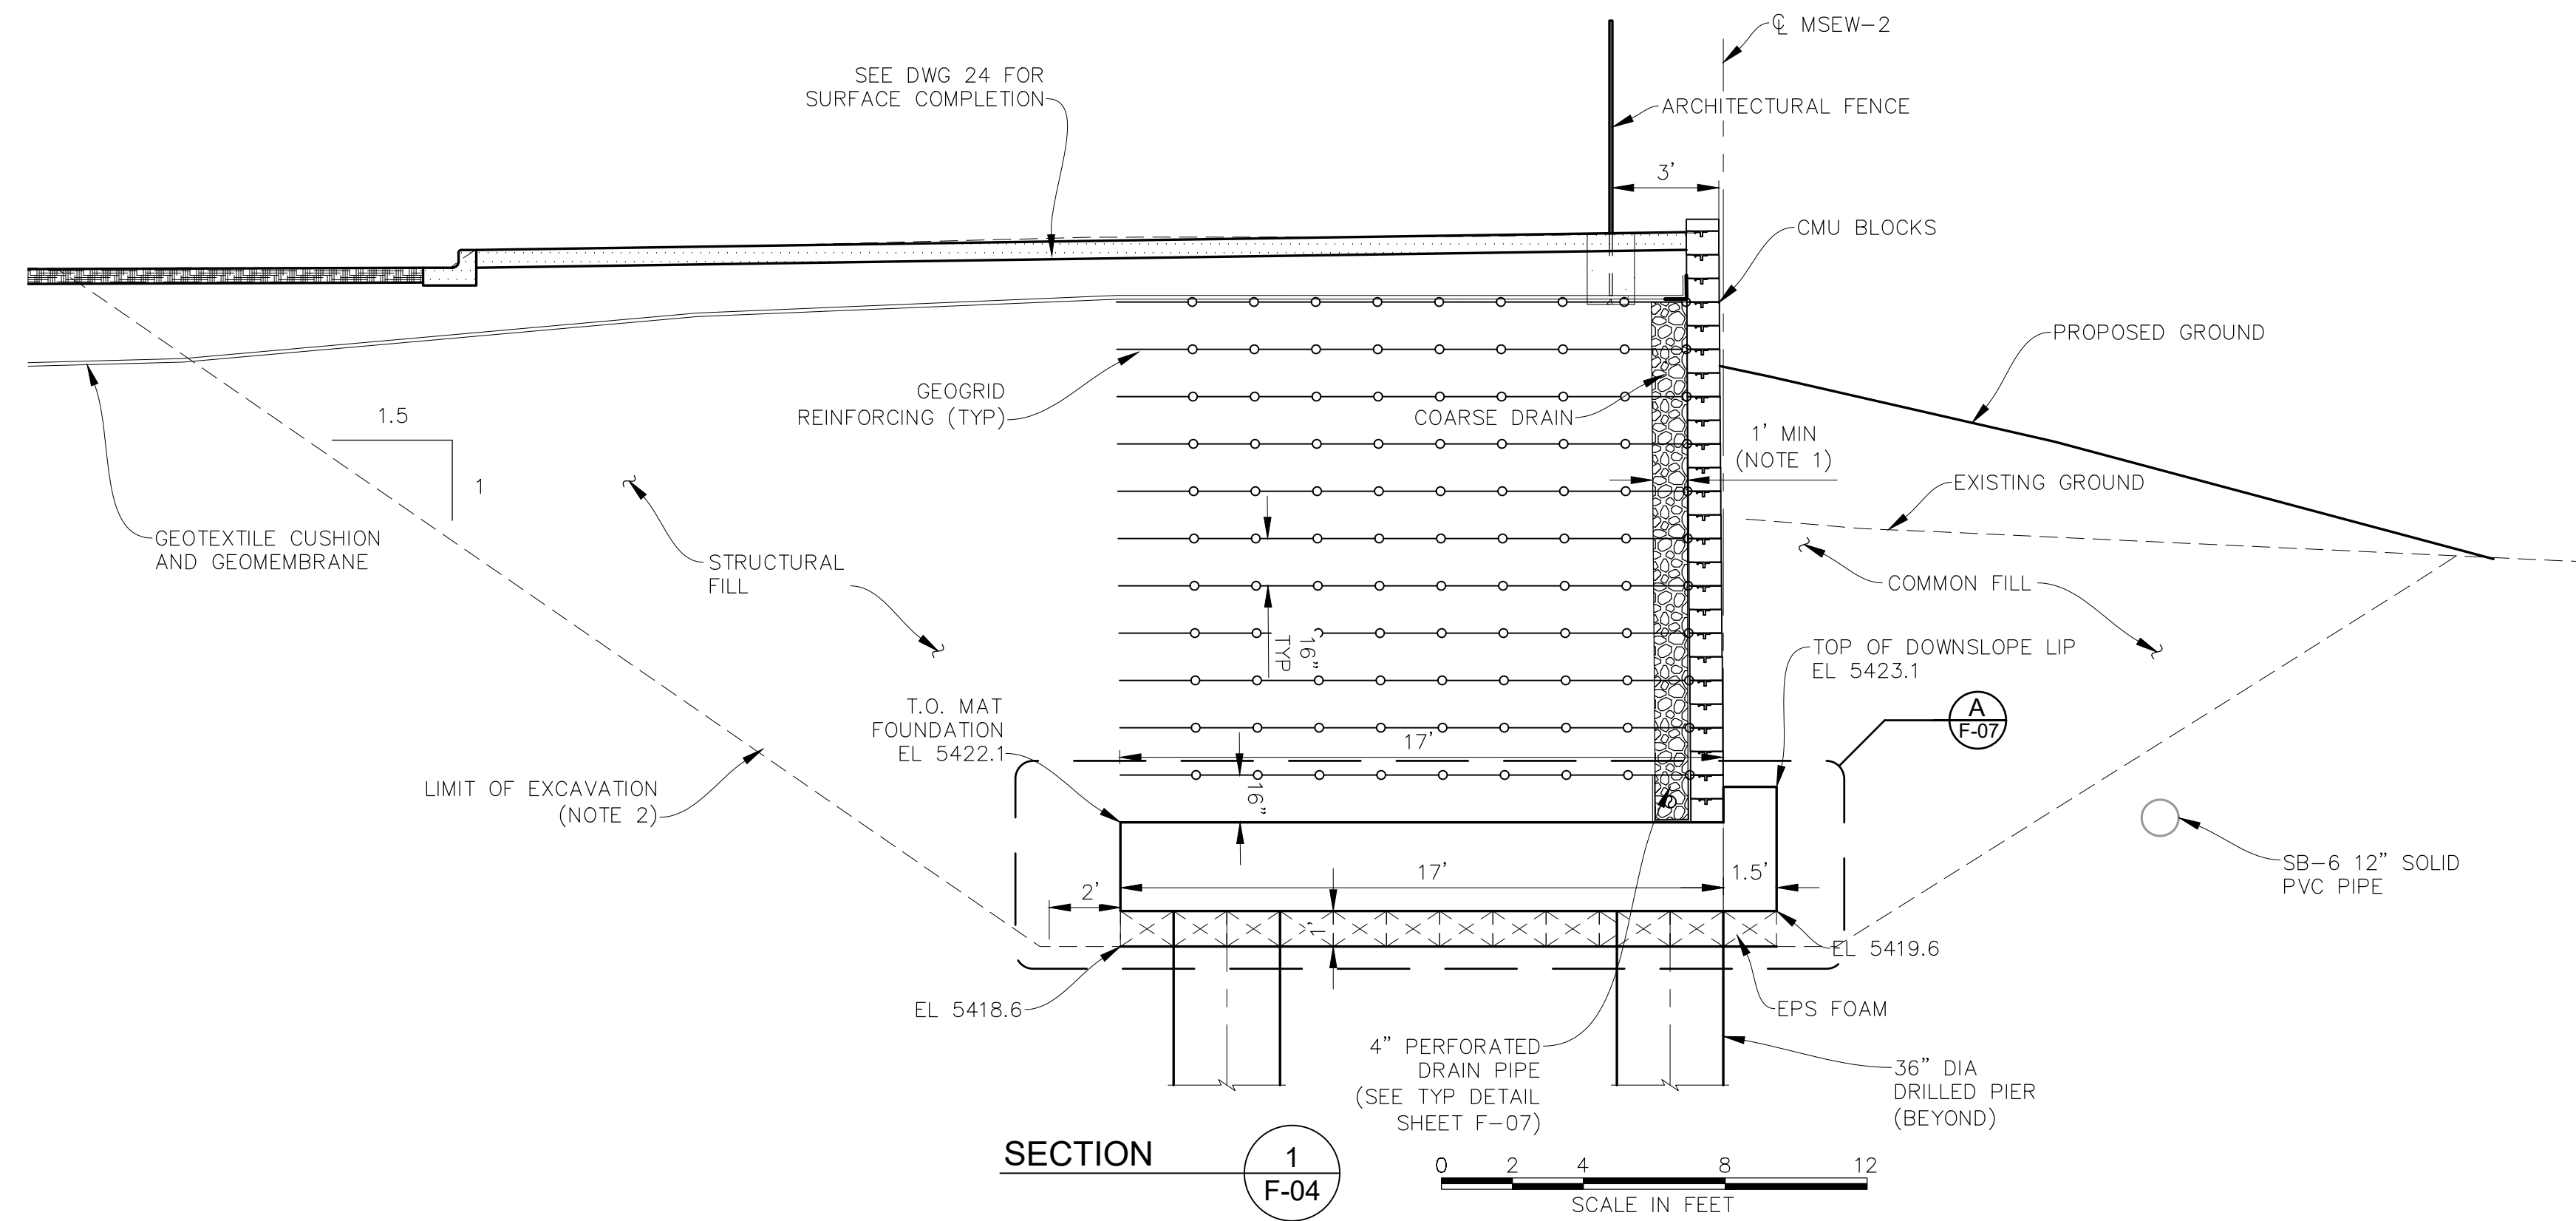 ℄ MSEW-2
SEE DWG 24 FOR
SURFACE COMPLETION
ARCHITECTURAL FENCE
3'
CMU BLOCKS
PROPOSED GROUND
GEOGRID
REINFORCING (TYP)
COARSE DRAIN
1.5
1
1' MIN
(NOTE 1)
EXISTING GROUND
GEOTEXTILE CUSHION
AND GEOMEMBRANE
STRUCTURAL
FILL
COMMON FILL
16"
TYP
TOP OF DOWNSLOPE LIP
EL 5423.1
T.O. MAT
FOUNDATION
EL 5422.1
A
F-07
17'
LIMIT OF EXCAVATION
(NOTE 2)
16"
SB-6 12" SOLID
PVC PIPE
2'
17'
1.5'
1'
EL 5419.6
EL 5418.6
EPS FOAM
4" PERFORATED
DRAIN PIPE
(SEE TYP DETAIL
SHEET F-07)
36" DIA
DRILLED PIER
(BEYOND)
SECTION
1
F-04
0 2 4 8 12
SCALE IN FEET